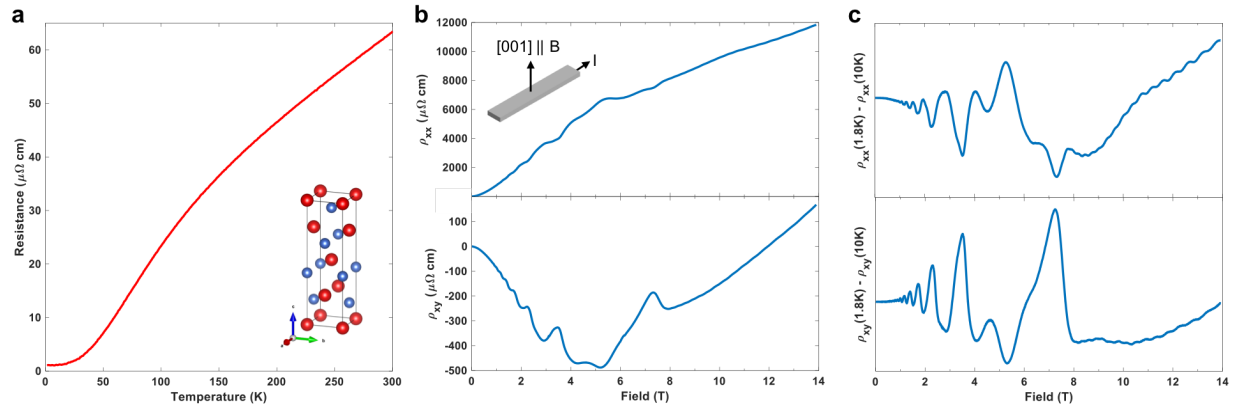 a
Resistance (μΩ cm)
60
50
40
30
20
10
0
0 50 100 150 200 250 300
Temperature (K)
b
[001] || B
I
ρxx (μΩ cm)
12000
10000
8000
6000
4000
2000
ρxy (μΩ cm)
100
0
-100
-200
-300
-400
-500
0 2 4 6 8 10 12 14
Field (T)
c
ρxx(1.8K) - ρxx(10K)
ρxy(1.8K) - ρxy(10K)
0 2 4 6 8 10 12 14
Field (T)